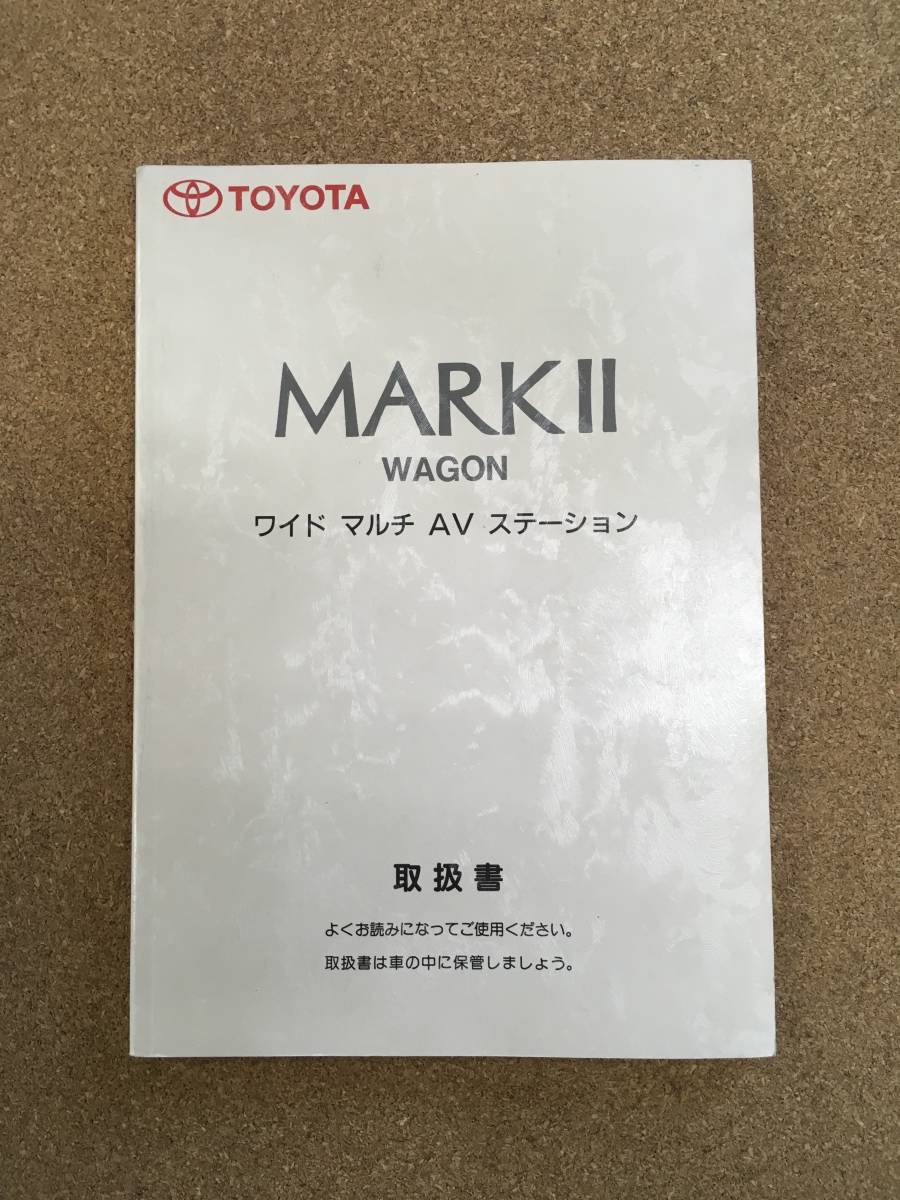 TOYOTA
MARK II
WAGON
ワイド マルチ AV ステーション
取扱書
よくお読みになってご使用ください。
取扱書は車の中に保管しましょう。